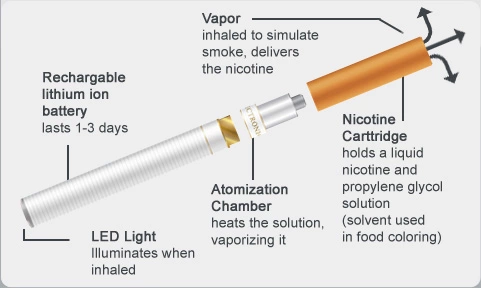 Vapor
inhaled to simulate
smoke, delivers
the nicotine
Rechargable
lithium ion
battery
lasts 1-3 days
CTRONI
Nicotine
Carttridge
holds a liquid
nicotine and
propylene glycol
solution
(solvent used
in food coloring)
Atomization
Chamber
heats the solution,
vaporizing it
LED Light
Illuminates when
inhaled